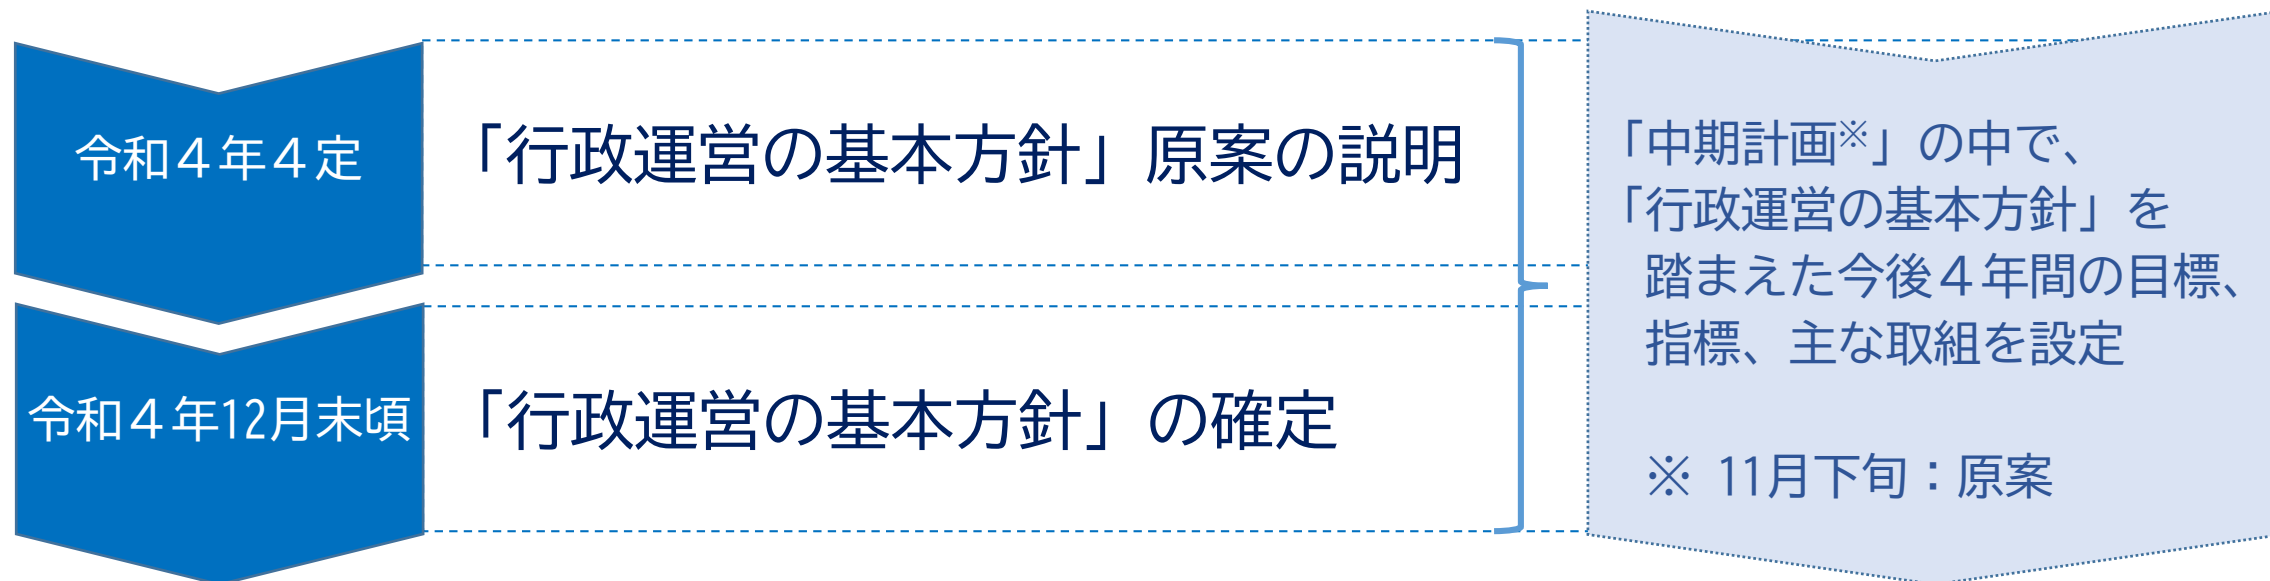 令和４年４定
「行政運営の基本方針」原案の説明
令和４年12月末頃
「行政運営の基本方針」の確定
「中期計画※」の中で、
「行政運営の基本方針」を
踏まえた今後４年間の目標、
指標、主な取組を設定
※ 11月下旬：原案